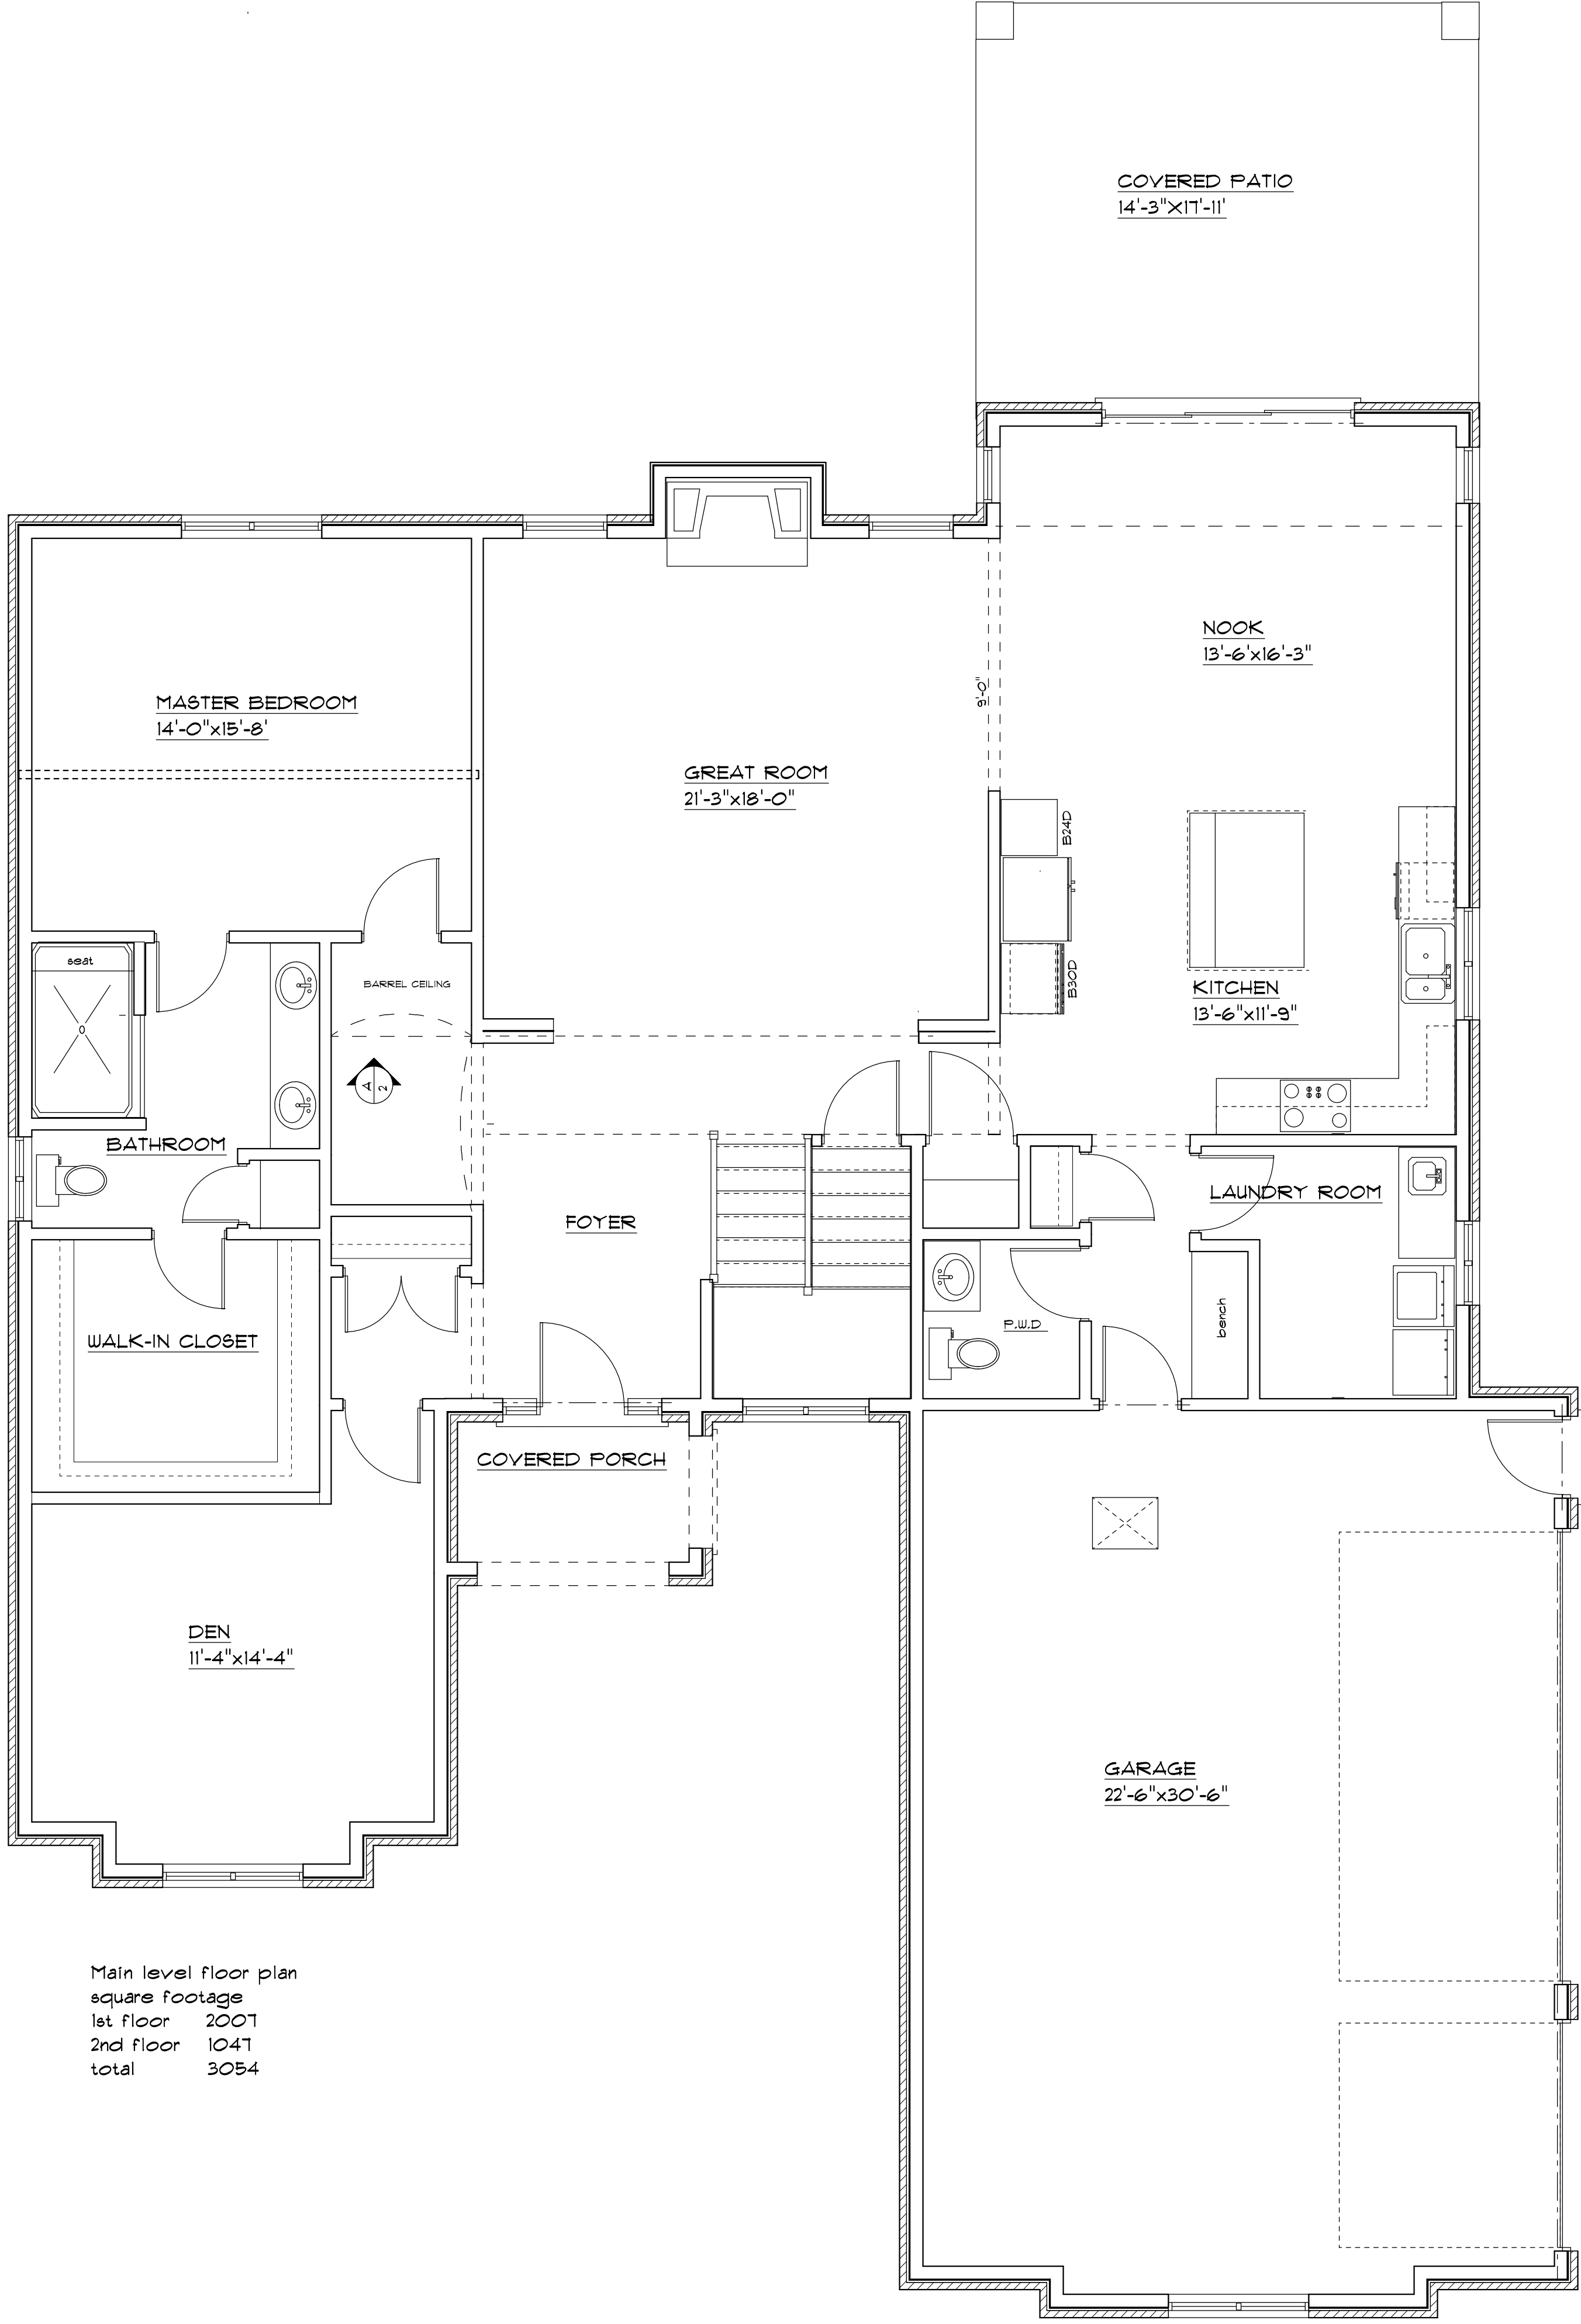 COVERED PATIO
14'-3"X17'-11'
NOOK
13'-6'x16'-3"
9'-0"
MASTER BEDROOM
14'-0"x15'-8'
GREAT ROOM
21'-3"x18'-0"
B24D
B30D
KITCHEN
13'-6"x11'-9"
seat
BARREL CEILING
A
2
BATHROOM
FOYER
LAUNDRY ROOM
bench
P.W.D
WALK-IN CLOSET
COVERED PORCH
DEN
11'-4"x14'-4"
GARAGE
22'-6"x30'-6"
Main level floor plan
square footage
1st floor 2007
2nd floor 1047
total 3054